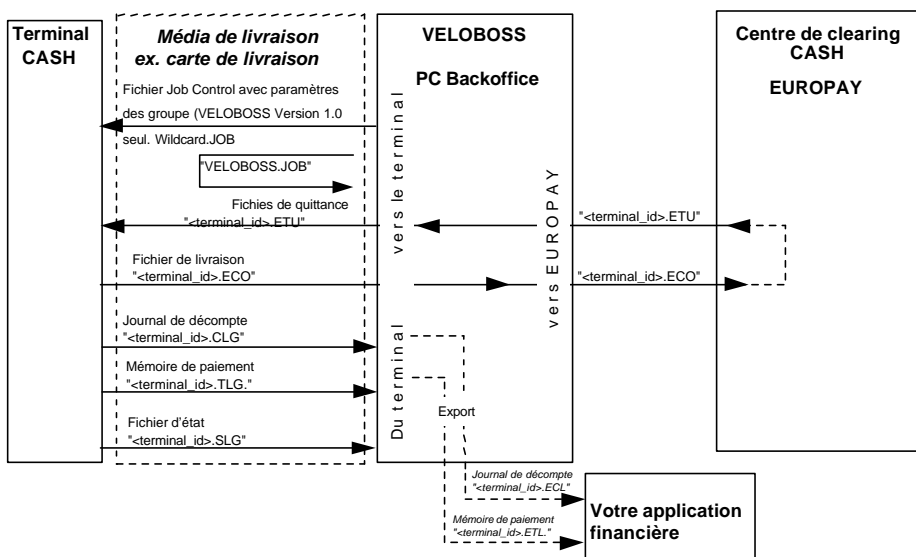 Terminal
CASH
Média de livraison
ex. carte de livraison
VELOBOSS
PC Backoffice
Centre de clearing
CASH
EUROPAY
Fichier Job Control avec paramètres
des groupe (VELOBOSS Version 1.0
seul. Wildcard.JOB
"VELOBOSS.JOB"
Fichies de quittance
"<terminal_id>.ETU"
Fichier de livraison
"<terminal_id>.ECO"
Journal de décompte
"<terminal_id>.CLG"
Mémoire de paiement
"<terminal_id>.TLG."
Fichier d'état
"<terminal_id>.SLG"
vers le terminal
Du terminal
vers EUROPAY
"<terminal_id>.ETU"
"<terminal_id>.ECO"
Export
Journal de décompte
"<terminal_id>.ECL"
Mémoire de paiement
"<terminal_id>.ETL."
Votre application
financière